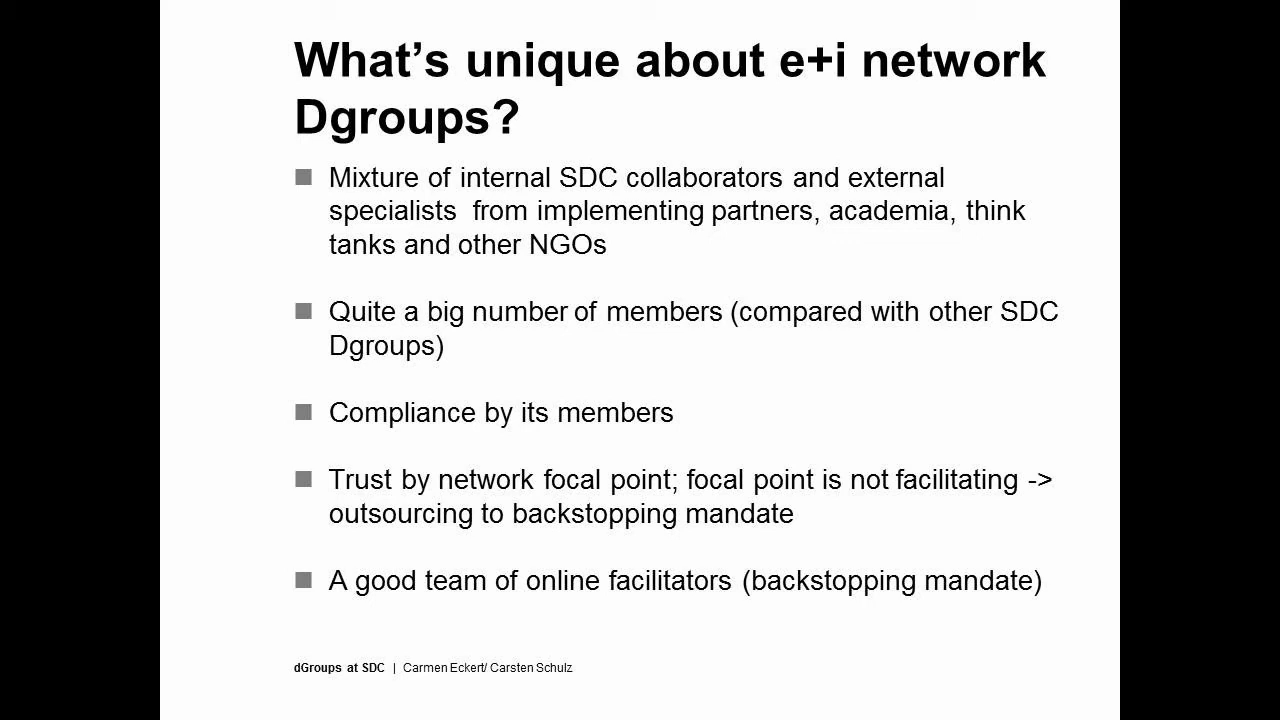 What’s unique about e+i network
Dgroups?
Mixture of internal SDC collaborators and external
specialists  from implementing partners, academia, think
tanks and other NGOs
Quite a big number of members (compared with other SDC
Dgroups)
Compliance by its members
Trust by network focal point; focal point is not facilitating ->
outsourcing to backstopping mandate
A good team of online facilitators (backstopping mandate)
dGroups at SDC | Carmen Eckert/ Carsten Schulz